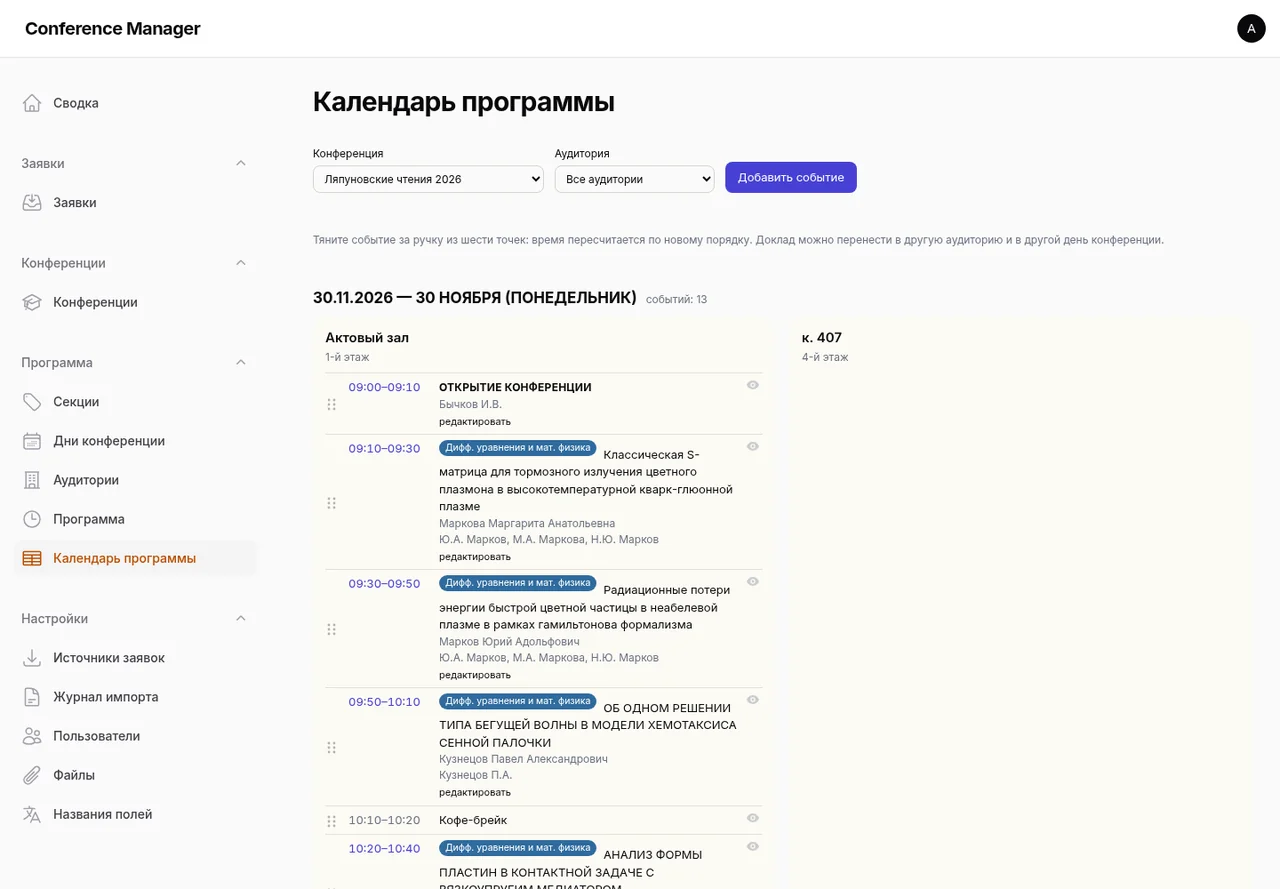 Conference Manager
A
Сводка
Заявки
Заявки
Конференции
Конференции
Программа
Секции
Дни конференции
Аудитории
Программа
Календарь программы
Настройки
Источники заявок
Журнал импорта
Пользователи
Файлы
Названия полей
Календарь программы
Конференция
Аудитория
Ляпуновские чтения 2026
Все аудитории
Добавить событие
Тяните событие за ручку из шести точек: время пересчитается по новому порядку. Доклад можно перенести в другую аудиторию и в другой день конференции.
30.11.2026 — 30 НОЯБРЯ (ПОНЕДЕЛЬНИК) событий: 13
Актовый зал
1-й этаж
09:00–09:10 ОТКРЫТИЕ КОНФЕРЕНЦИИ
Бычков И.В.
редактировать
09:10–09:30 Дифф. уравнения и мат. физика Классическая S-
матрица для тормозного излучения цветного
плазмона в высокотемпературной кварк-глюонной
плазме
Маркова Маргарита Анатольевна
Ю.А. Марков, М.А. Маркова, Н.Ю. Марков
редактировать
09:30–09:50 Дифф. уравнения и мат. физика Радиационные потери
энергии быстрой цветной частицы в неабелевой
плазме в рамках гамильтонова формализма
Марков Юрий Адольфович
Ю.А. Марков, М.А. Маркова, Н.Ю. Марков
редактировать
09:50–10:10 Дифф. уравнения и мат. физика ОБ ОДНОМ РЕШЕНИИ
ТИПА БЕГУЩЕЙ ВОЛНЫ В МОДЕЛИ ХЕМОТАКСИСА
СЕННОЙ ПАЛОЧКИ
Кузнецов Павел Александрович
Кузнецов П.А.
редактировать
10:10–10:20 Кофе-брейк
10:20–10:40 Дифф. уравнения и мат. физика АНАЛИЗ ФОРМЫ
ПЛАСТИН В КОНТАКТНОЙ ЗАДАЧЕ С
ВЯЗКОУПРУГИМ МЕДИАТОРОМ
к. 407
4-й этаж